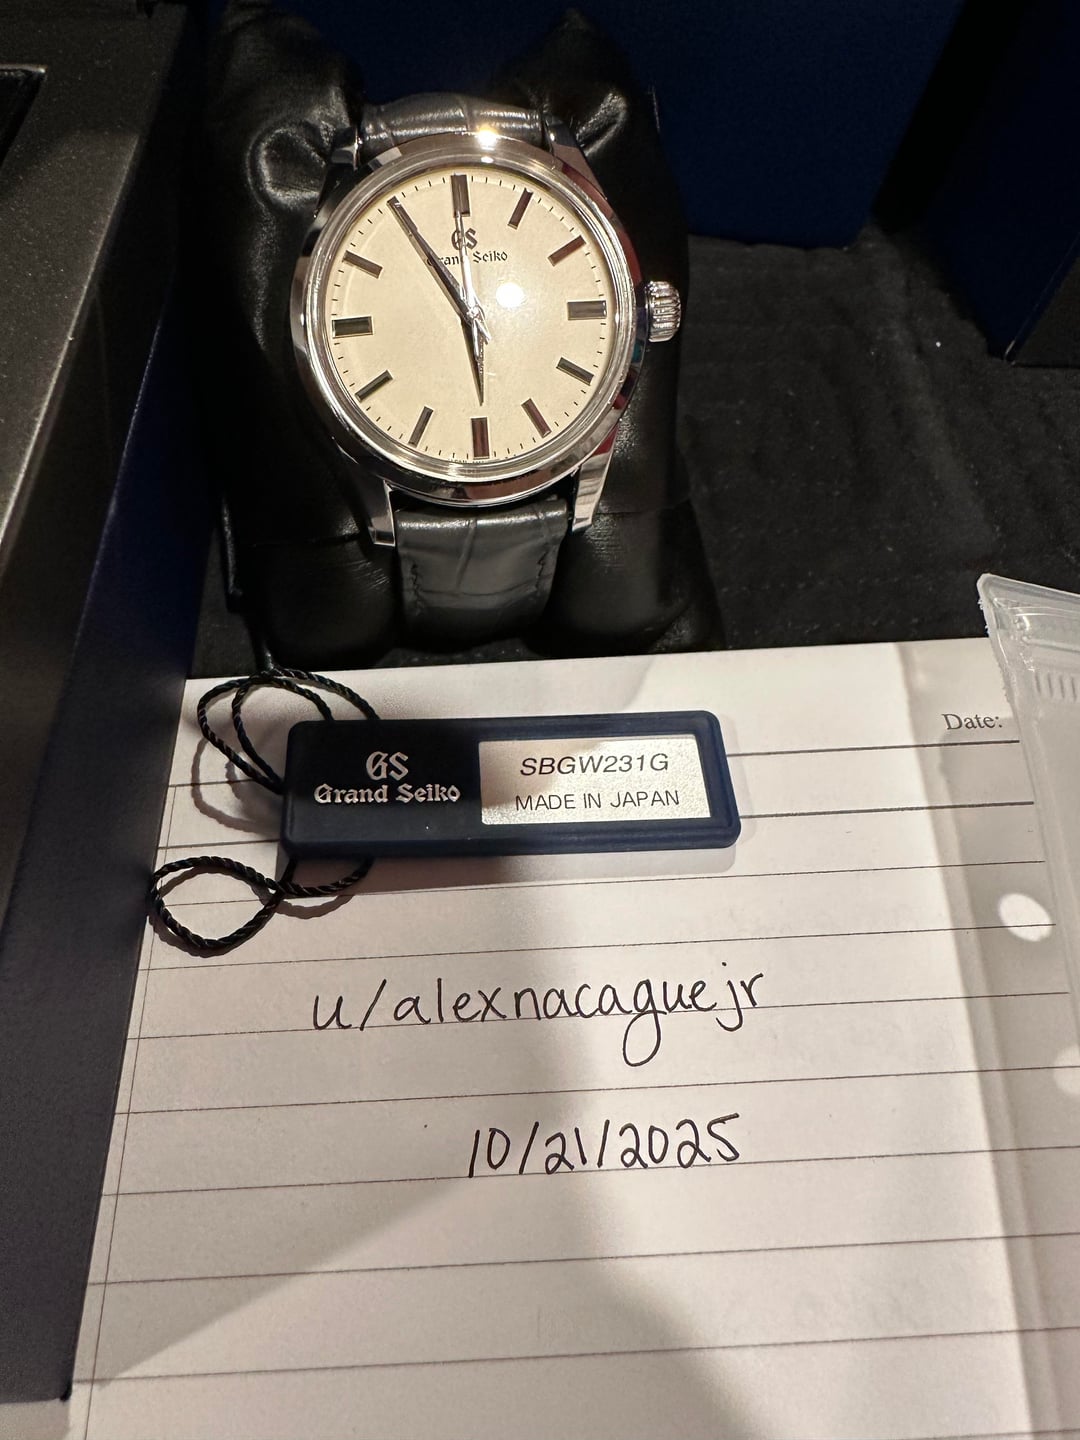 GS
Grand Seiko
Date:
GS
Grand Seiko
SBGW231G
MADE IN JAPAN
u/alexnacaguejr
10/21/2025